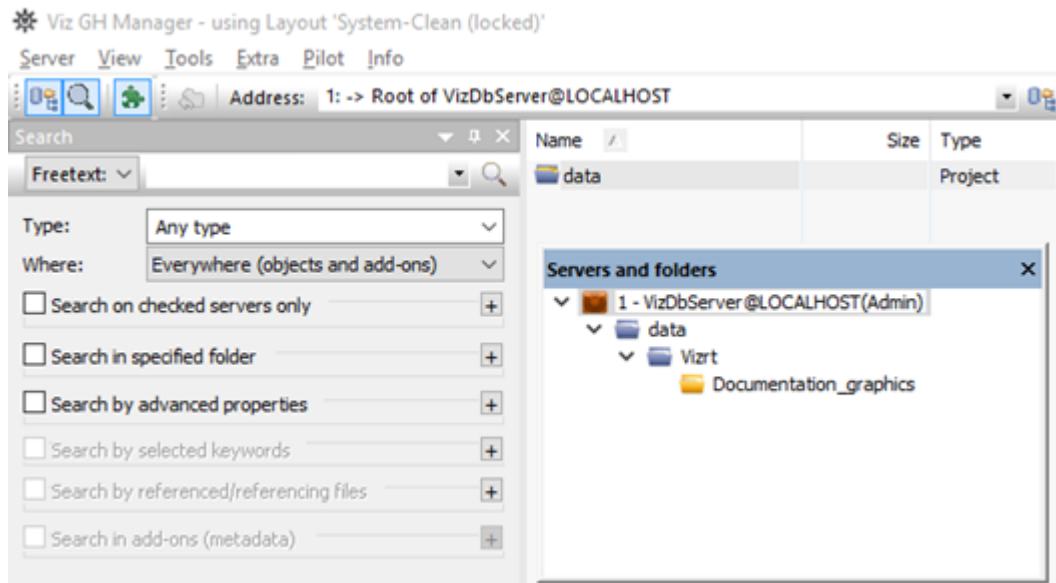 Viz GH Manager - using Layout 'System-Clean (locked)'
Server View Tools Extra Pilot Info
Address: 1: -> Root of VizDbServer@LOCALHOST
Search
Name Size Type
Freetext:
data Project
Type: Any type
Where: Everywhere (objects and add-ons)
Servers and folders
Search on checked servers only
1 - VizDbServer@LOCALHOST(Admin)
data
Search in specified folder
Vizrt
Documentation_graphics
Search by advanced properties
Search by selected keywords
Search by referenced/referencing files
Search in add-ons (metadata)